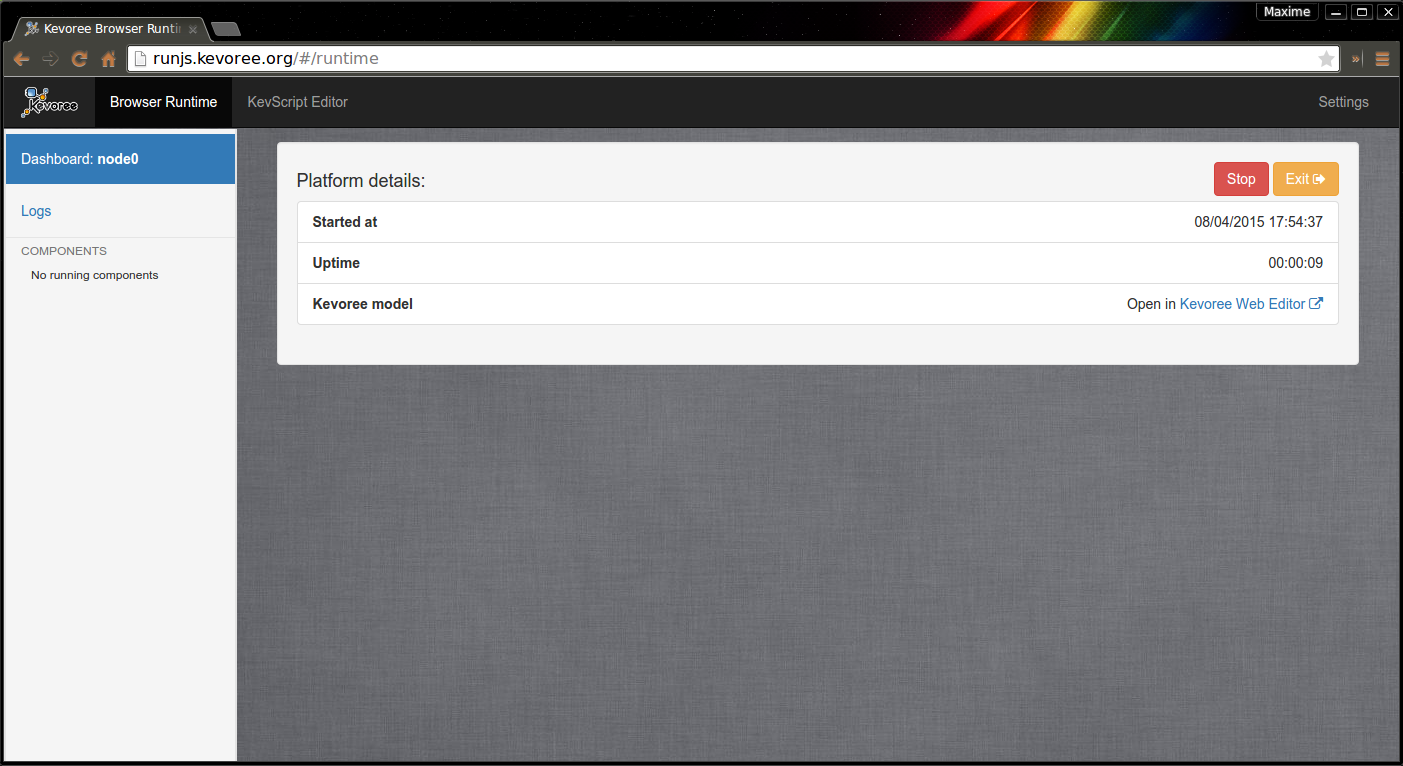 Maxime
Kevoree Browser Runtin
runjs.kevoree.org/#/runtime
Kevoree
Browser Runtime
KevScript Editor
Settings
Dashboard: node0
Logs
COMPONENTS
No running components
Platform details:
Stop
Exit
Started at 08/04/2015 17:54:37
Uptime 00:00:09
Kevoree model Open in Kevoree Web Editor